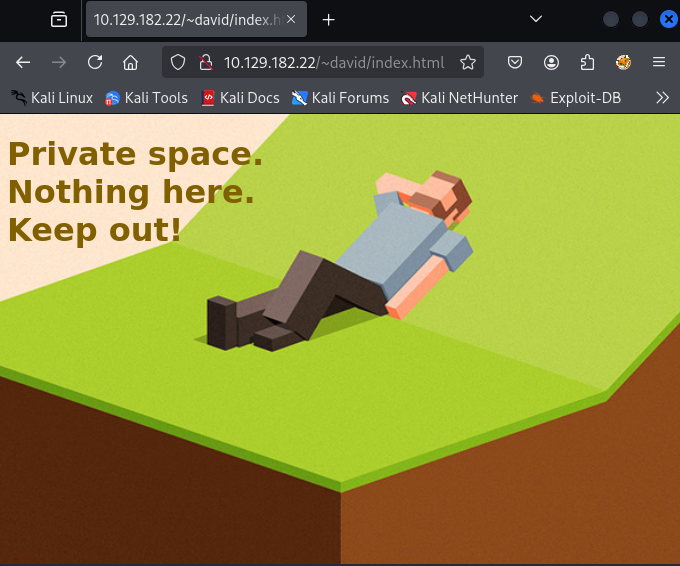 10.129.182.22/~david/index.h
10.129.182.22/~david/index.html
Kali Linux
Kali Tools
Kali Docs
Kali Forums
Kali NetHunter
Exploit-DB
Private space.
Nothing here.
Keep out!